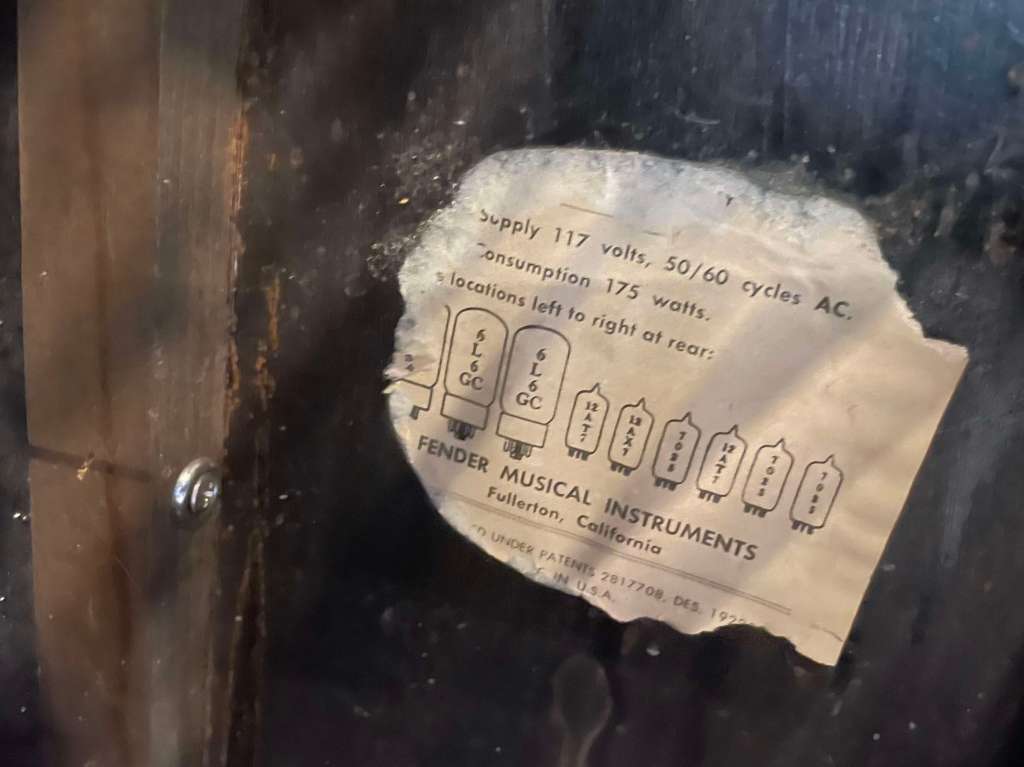 Supply 117 volts, 50/60 cycles AC.
Consumption 175 watts.
s locations left to right at rear:
6L6GC 6L6GC 12AT7 12AX7 7025 12AT7 7025 7025
FENDER MUSICAL INSTRUMENTS
Fullerton, California
UNDER PATENTS 2817708, DES. 192
IN U.S.A.